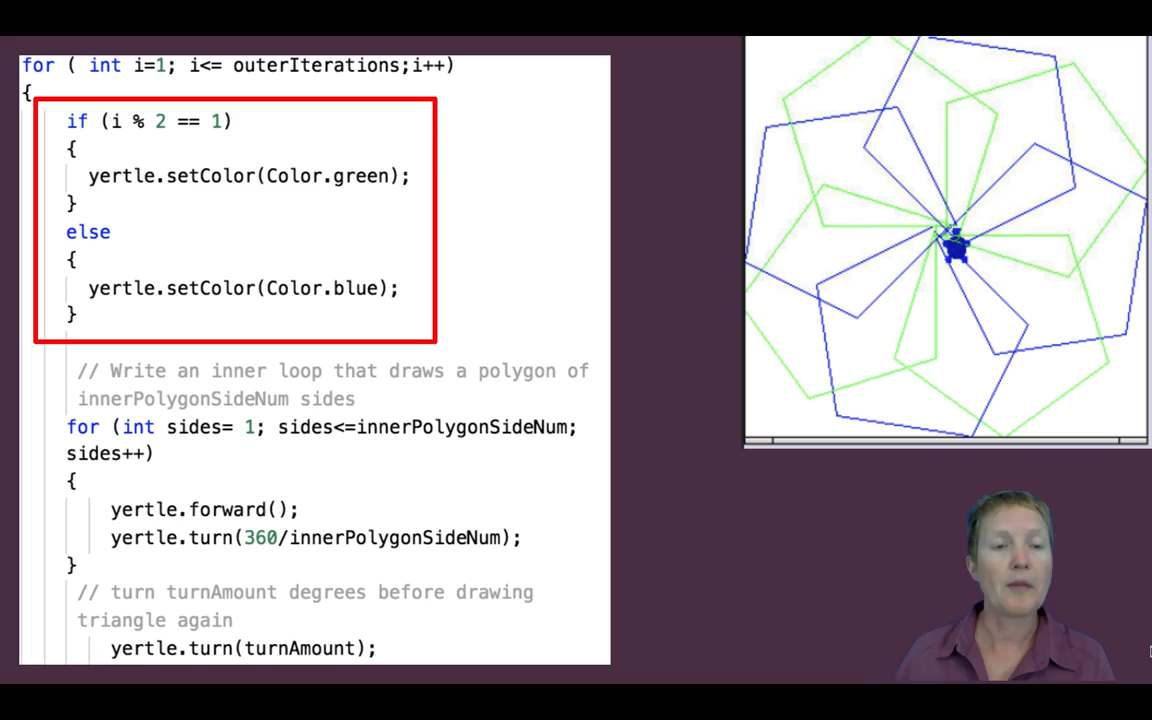 for ( int i=1; i<= outerIterations;i++)
{
if (i % 2 == 1)
{
yertle.setColor(Color.green);
}
else
{
yertle.setColor(Color.blue);
}
// Write an inner loop that draws a polygon of
innerPolygonSideNum sides
for (int sides= 1; sides<=innerPolygonSideNum;
sides++)
{
yertle.forward();
yertle.turn(360/innerPolygonSideNum);
}
// turn turnAmount degrees before drawing
triangle again
yertle.turn(turnAmount);